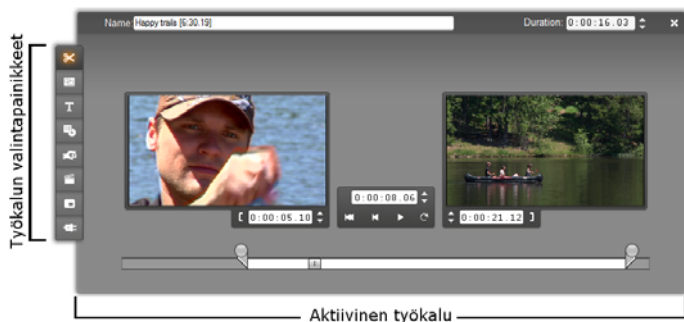 Name: Happy trails [6:30.19] Duration: 0:00:16.03
Työkalun valintapainikkeet
T
0:00:08.06
[ 0:00:05.10
0:00:21.12 ]
Aktiivinen työkalu